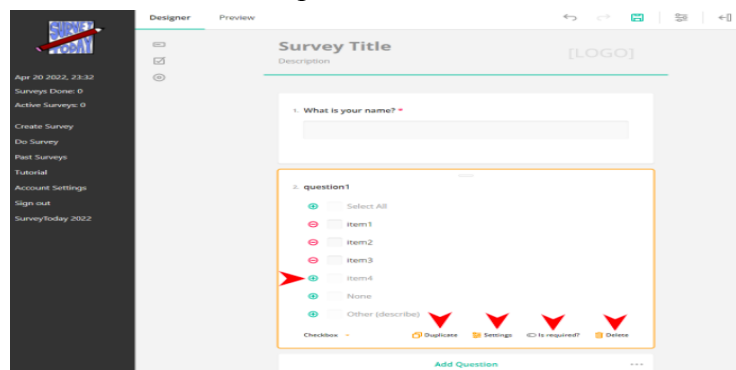 SURVEY
TODAY
Apr 20 2022, 23:32
Surveys Done: 0
Active Surveys: 0
Create Survey
Do Survey
Past Surveys
Tutorial
Account Settings
Sign out
SurveyToday 2022
Designer Preview
Survey Title
Description
[LOGO]
1. What is your name? *
2. question1
Select All
item1
item2
item3
item4
None
Other (describe)
Checkbox Duplicate Settings Is required? Delete
Add Question